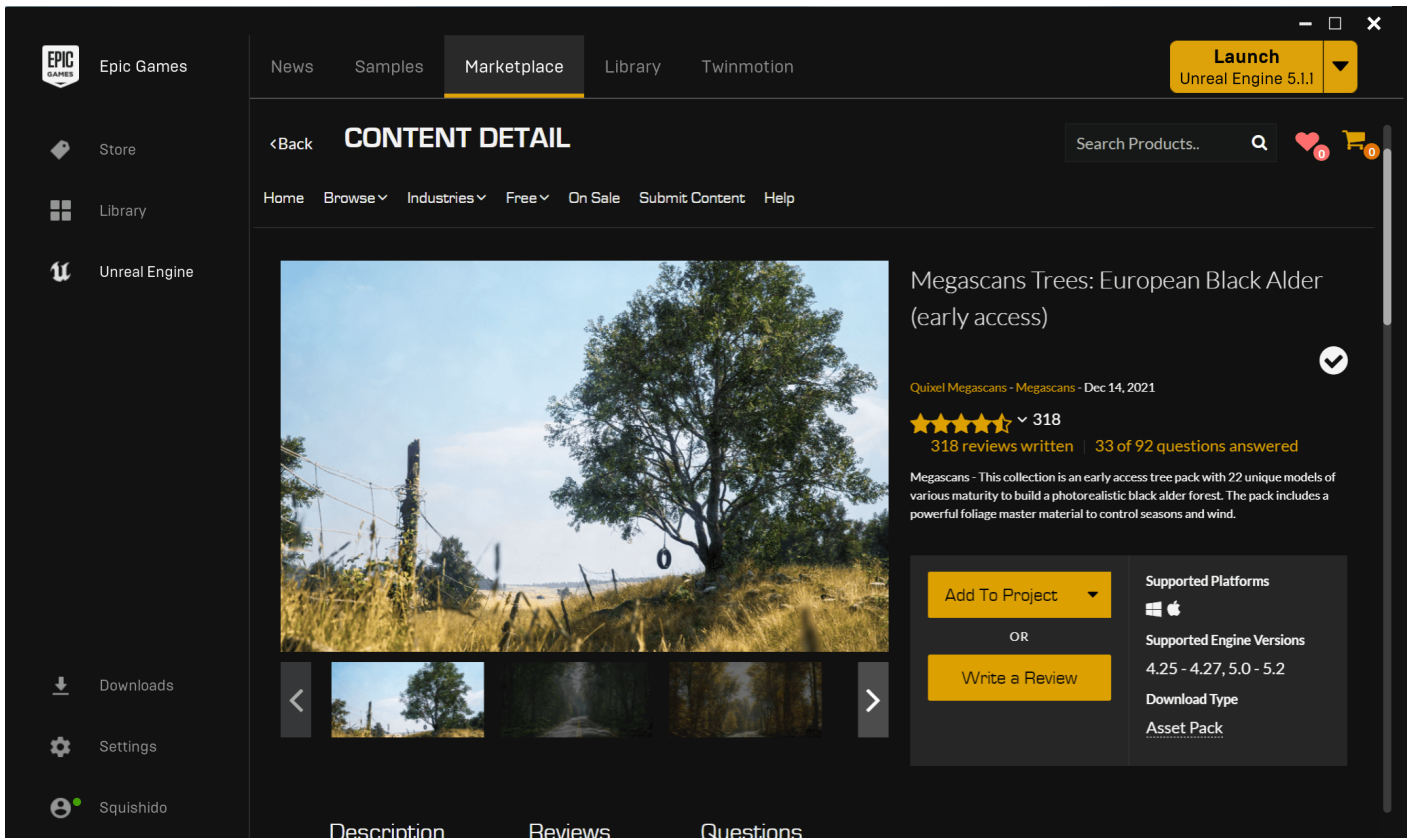 EPIC
GAMES
Epic Games
News
Samples
Marketplace
Library
Twinmotion
Launch
Unreal Engine 5.1.1
Store
Library
Unreal Engine
Downloads
Settings
Squishido
<Back
CONTENT DETAIL
Search Products..
0
0
Home
Browse
Industries
Free
On Sale
Submit Content
Help
Megascans Trees: European Black Alder
(early access)
Quixel Megascans - Megascans - Dec 14, 2021
318
318 reviews written | 33 of 92 questions answered
Megascans - This collection is an early access tree pack with 22 unique models of
various maturity to build a photorealistic black alder forest. The pack includes a
powerful foliage master material to control seasons and wind.
Add To Project
OR
Write a Review
Supported Platforms
Supported Engine Versions
4.25 - 4.27, 5.0 - 5.2
Download Type
Asset Pack
Description
Reviews
Questions